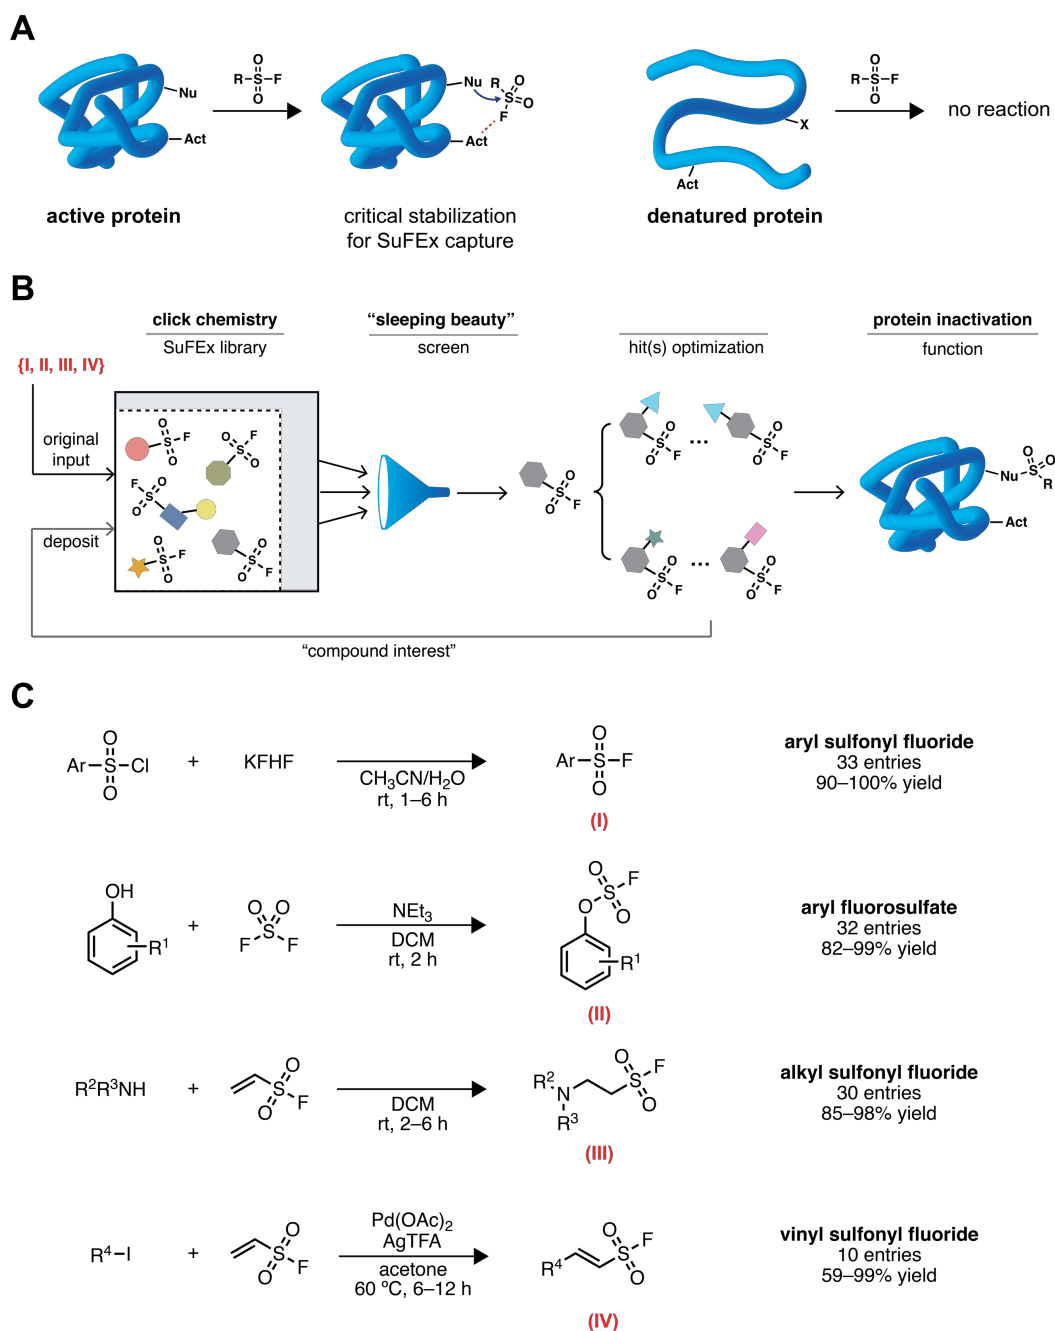 A
R–S–F
O
O
Nu
Act
active protein
Nu
R
S
O
O
F
Act
critical stabilization
for SuFEx capture
X
Act
denatured protein
R–S–F
O
O
no reaction
B
click chemistry
SuFEx library
"sleeping beauty"
screen
hit(s) optimization
protein inactivation
function
{I, II, III, IV}
original
input
deposit
O
S–F
O
O F
S
O
F O
S
O
O
S–F
O
O
S
O F
O
S
O F
O
S
O F
...
O
S
O F
O
S
O F
...
O
S
O F
Nu
S
O
O
R
Act
"compound interest"
C
O
Ar–S–Cl
O
+
KFHF
CH₃CN/H₂O
rt, 1–6 h
O
Ar–S–F
O
(I)
aryl sulfonyl fluoride
33 entries
90–100% yield
OH
R¹
+
O O
S
F F
NEt₃
DCM
rt, 2 h
O F
S
O O
R¹
(II)
aryl fluorosulfate
32 entries
82–99% yield
R²R³NH
+
O
S
O F
DCM
rt, 2–6 h
O F
S
R² N O
R³
(III)
alkyl sulfonyl fluoride
30 entries
85–98% yield
R⁴–I
+
O
S
O F
Pd(OAc)₂
AgTFA
acetone
60 ºC, 6–12 h
O F
S
R⁴ O
(IV)
vinyl sulfonyl fluoride
10 entries
59–99% yield